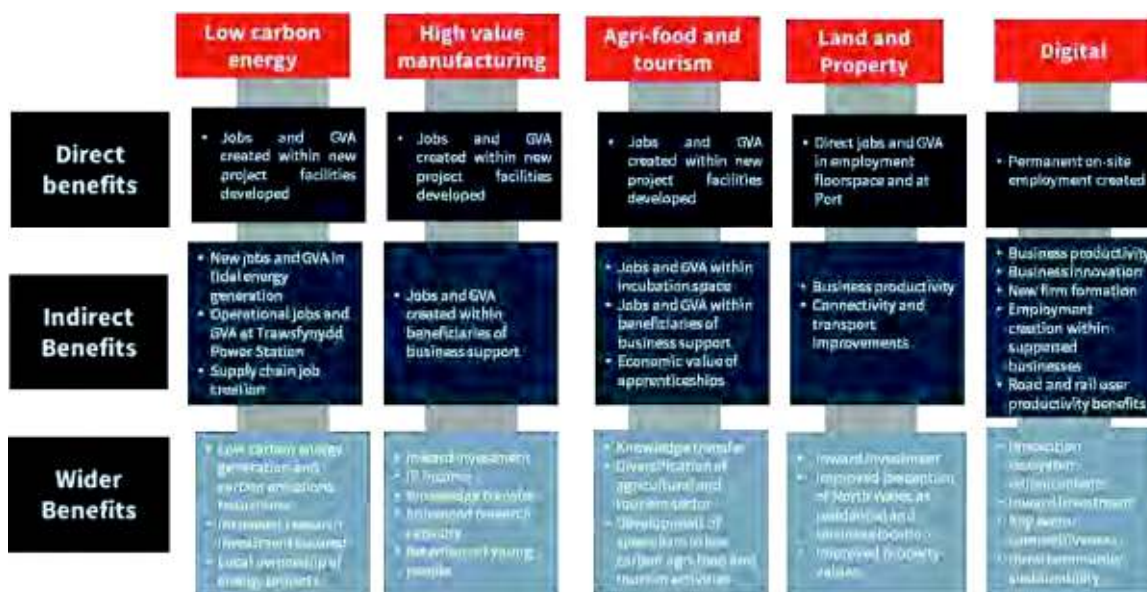 Low carbon
energy
High value
manufacturing
Agri-food and
tourism
Land and
Property
Digital
Direct
benefits
• Jobs and GVA
created within new
project facilities
developed
• Jobs and GVA
created within new
project facilities
developed
• Jobs and GVA
created within new
project facilities
developed
• Direct jobs and GVA
in employment
floorspace and at
Port
• Permanent on-site
employment created
Indirect
Benefits
• New jobs and GVA in
tidal energy
generation
• Operational jobs and
GVA at Trawsfynydd
Power Station
• Supply chain job
creation
• Jobs and GVA
created within
beneficiaries of
business support
• Jobs and GVA within
incubation space
• Jobs and GVA within
beneficiaries of
business support
• Economic value of
apprenticeships
• Business productivity
• Connectivity and
transport
improvements
• Business productivity
• Business innovation
• New firm formation
• Employment
creation within
businesses
• Road and rail user
productivity benefits
Wider
Benefits
• Low carbon energy
generation and
carbon emissions
• Local ownership of
energy projects
• Inward investment
• Knowledge transfer
people
• Knowledge transfer
• Diversification of
agricultural and
tourism sector
• Development of
carbon agri-food and
tourism activities
• Inward investment
• Improved perception
of North Wales as
residential and
business location
• Improved property
values
• Innovation
ecosystem
• Inward investment
sustainability